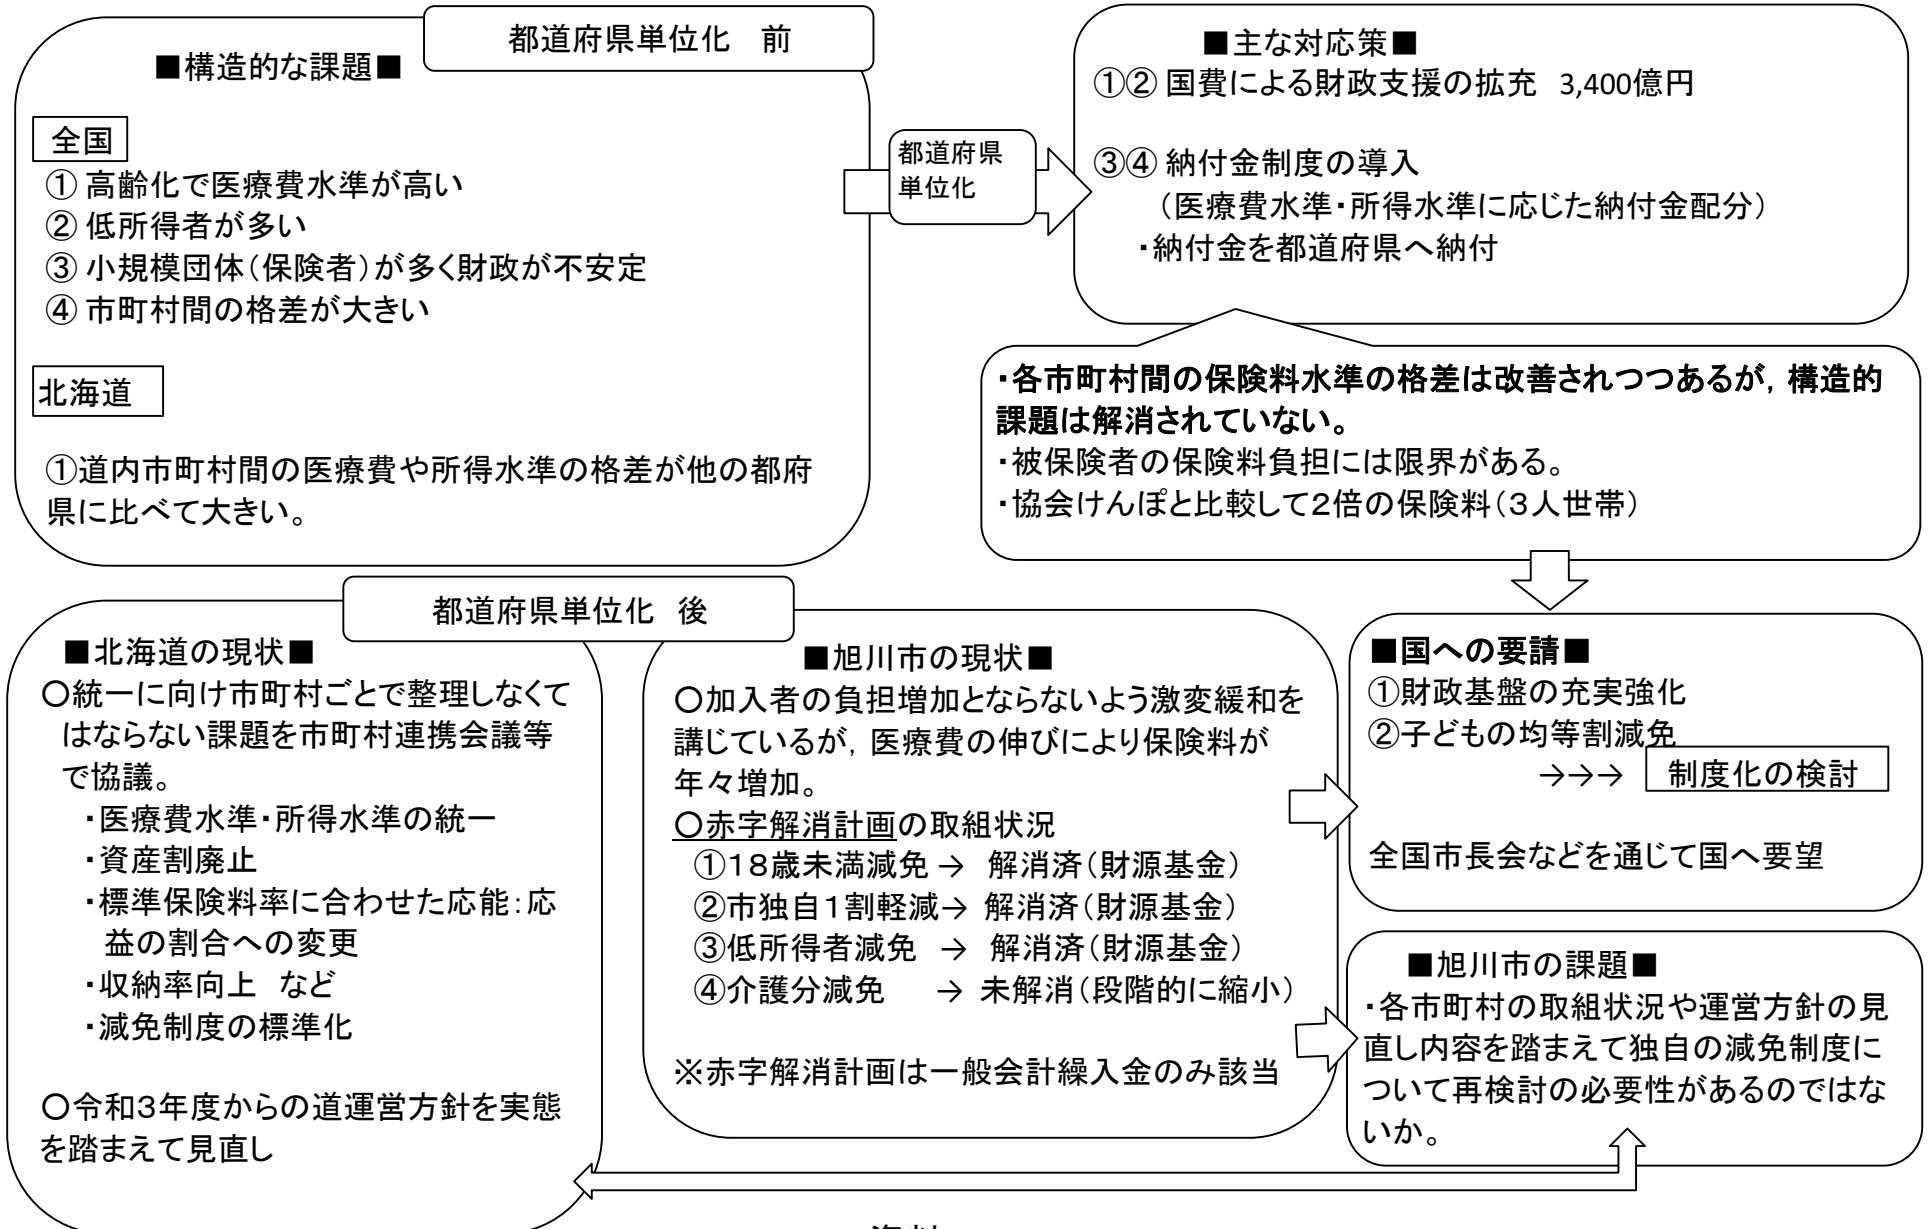 都道府県単位化　前
■構造的な課題■
全国
① 高齢化で医療費水準が高い
② 低所得者が多い
③ 小規模団体（保険者）が多く財政が不安定
④ 市町村間の格差が大きい
北海道
①道内市町村間の医療費や所得水準の格差が他の都府
県に比べて大きい。
都道府県
単位化
■主な対応策■
①② 国費による財政支援の拡充　3,400億円
③④ 納付金制度の導入
（医療費水準・所得水準に応じた納付金配分）
・納付金を都道府県へ納付
・各市町村間の保険料水準の格差は改善されつつあるが，構造的
課題は解消されていない。
・被保険者の保険料負担には限界がある。
・協会けんぽと比較して２倍の保険料（３人世帯）
都道府県単位化　後
■北海道の現状■
〇統一に向け市町村ごとで整理しなくて
はならない課題を市町村連携会議等
で協議。
・医療費水準・所得水準の統一
・資産割廃止
・標準保険料率に合わせた応能：応
益の割合への変更
・収納率向上　など
・減免制度の標準化
〇令和３年度からの道運営方針を実態
を踏まえて見直し
■旭川市の現状■
〇加入者の負担増加とならないよう激変緩和を
講じているが，医療費の伸びにより保険料が
年々増加。
〇赤字解消計画の取組状況
①１８歳未満減免 →　解消済（財源基金）
②市独自１割軽減→　解消済（財源基金）
③低所得者減免　→　解消済（財源基金）
④介護分減免　　→　未解消（段階的に縮小）
※赤字解消計画は一般会計繰入金のみ該当
■国への要請■
①財政基盤の充実強化
②子どもの均等割減免
→→→　制度化の検討
全国市長会などを通じて国へ要望
■旭川市の課題■
・各市町村の取組状況や運営方針の見
直し内容を踏まえて独自の減免制度に
ついて再検討の必要性があるのではな
いか。